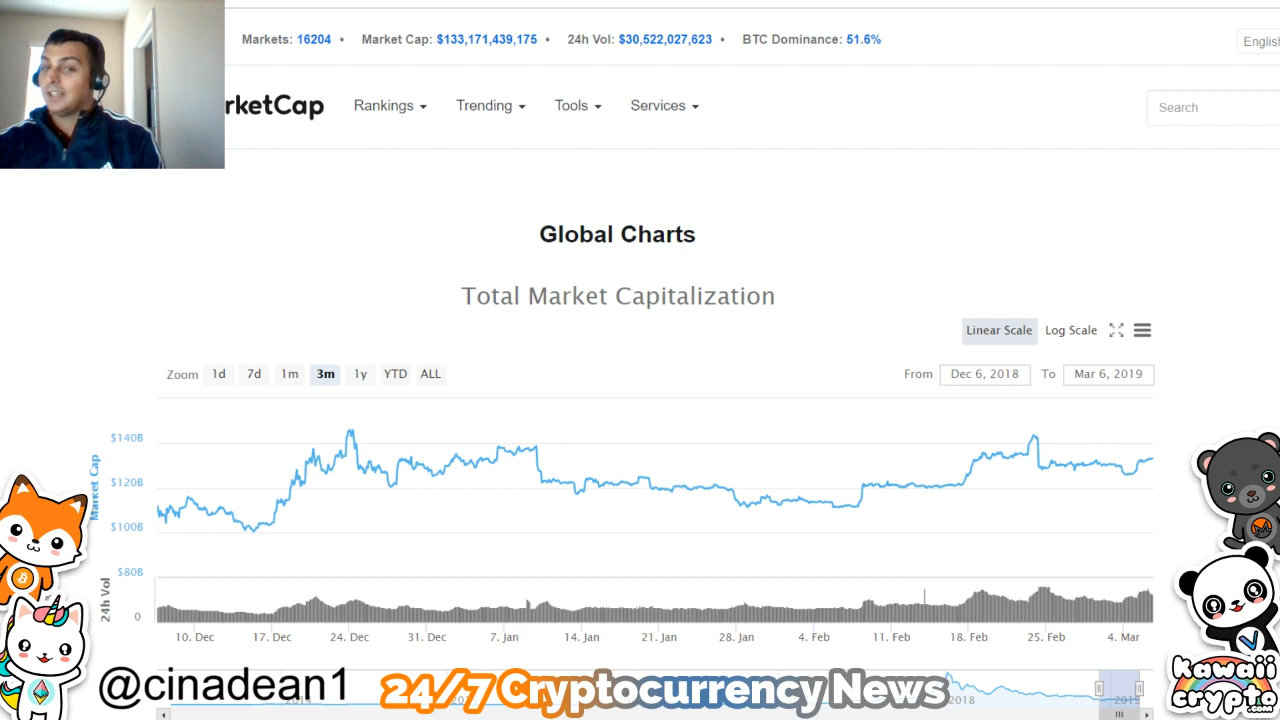 Markets: 16204 • Market Cap: $133,171,439,175 • 24h Vol: $30,522,027,623 • BTC Dominance: 51.6%
English
rketCap Rankings Trending Tools Services
Search
Global Charts
Total Market Capitalization
Linear Scale Log Scale
Zoom 1d 7d 1m 3m 1y YTD ALL From Dec 6, 2018 To Mar 6, 2019
$140B
$120B
$100B
$80B
0
Market Cap
24h Vol
10. Dec 17. Dec 24. Dec 31. Dec 7. Jan 14. Jan 21. Jan 28. Jan 4. Feb 11. Feb 18. Feb 25. Feb 4. Mar
2014 2018 2019
@cinadean1
24/7 Cryptocurrency News
kawaii
crypto
.com